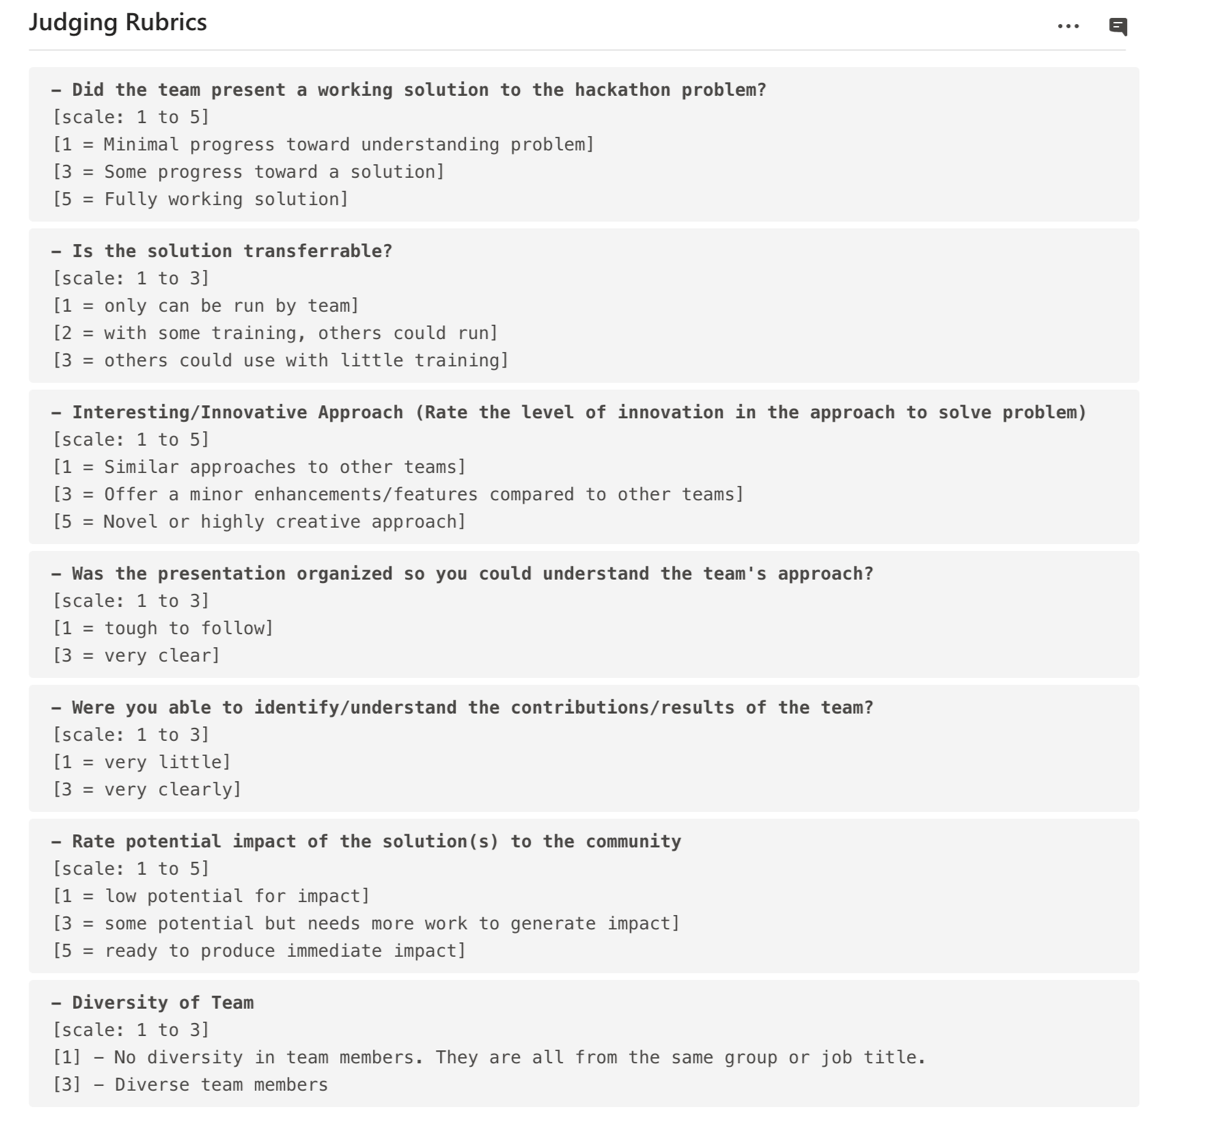 Judging Rubrics
– Did the team present a working solution to the hackathon problem?
[scale: 1 to 5]
[1 = Minimal progress toward understanding problem]
[3 = Some progress toward a solution]
[5 = Fully working solution]
– Is the solution transferrable?
[scale: 1 to 3]
[1 = only can be run by team]
[2 = with some training, others could run]
[3 = others could use with little training]
– Interesting/Innovative Approach (Rate the level of innovation in the approach to solve problem)
[scale: 1 to 5]
[1 = Similar approaches to other teams]
[3 = Offer a minor enhancements/features compared to other teams]
[5 = Novel or highly creative approach]
– Was the presentation organized so you could understand the team's approach?
[scale: 1 to 3]
[1 = tough to follow]
[3 = very clear]
– Were you able to identify/understand the contributions/results of the team?
[scale: 1 to 3]
[1 = very little]
[3 = very clearly]
– Rate potential impact of the solution(s) to the community
[scale: 1 to 5]
[1 = low potential for impact]
[3 = some potential but needs more work to generate impact]
[5 = ready to produce immediate impact]
– Diversity of Team
[scale: 1 to 3]
[1] – No diversity in team members. They are all from the same group or job title.
[3] – Diverse team members